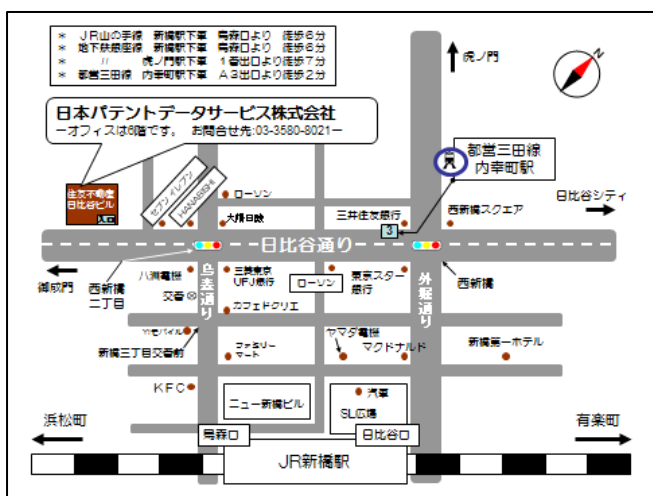 * JR山の手線 新橋駅下車 烏森口より 徒歩6分
* 地下鉄銀座線 新橋駅下車 烏森口より 徒歩6分
* 〃 虎ノ門駅下車 1番出口より徒歩7分
* 都営三田線 内幸町駅下車 A3出口より徒歩2分
虎ノ門
N
日本パテントデータサービス株式会社
ーオフィスは6階です。 お問合せ先:03-3580-8021ー
都営三田線
内幸町駅
住友不動産
日比谷ビル
入口
セブンイレブン
HANABISHI
ローソン
大陽日酸
三井住友銀行
3
西新橋スクエア
日比谷シティ
日比谷通り
御成門
西新橋
二丁目
八洲電機
交番
烏森通り
三菱東京
UFJ銀行
カフェドクリエ
ローソン
東京スター
銀行
外堀通り
西新橋
Y!モバイル
新橋三丁目交番前
ファミリー
マート
ヤマダ電機
マクドナルド
新橋第一ホテル
KFC
ニュー新橋ビル
汽車
SL広場
浜松町
烏森口
日比谷口
有楽町
JR新橋駅